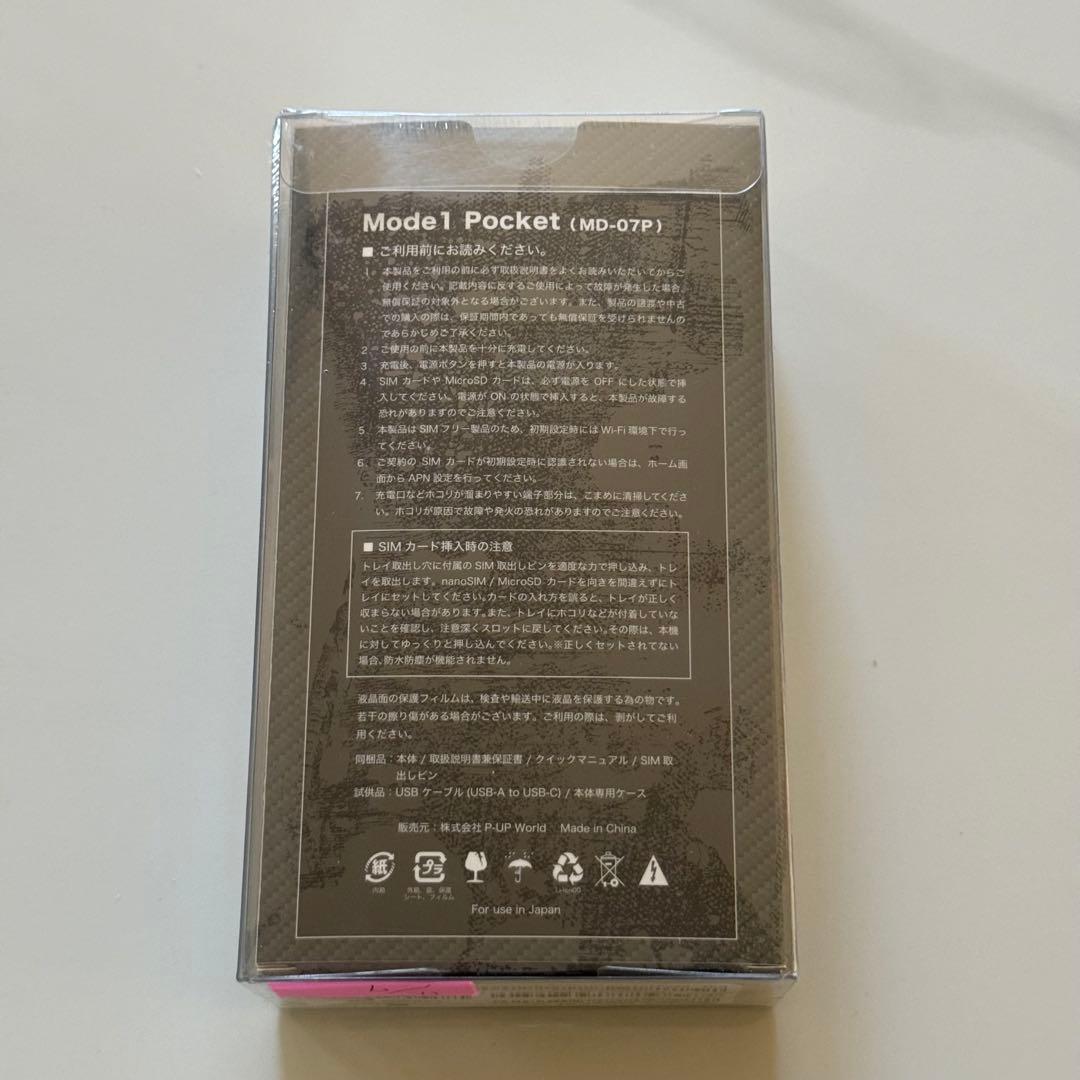 Mode1 Pocket (MD-07P)
■ ご利用前にお読みください。
1. 本製品をご利用の前に必ず取扱説明書をよくお読みいただいてからご
使用ください。記載内容に反するご使用によって故障が発生した場合、
無償保証の対象外となる場合がございます。また、製品の譲渡や中古
での購入の際は、保証期間内であっても無償保証を受けられませんの
であらかじめご了承ください。
2. ご使用の前に本製品を十分に充電してください。
3. 充電後、電源ボタンを押すと本製品の電源が入ります。
4. SIM カードや MicroSD カードは、必ず電源を OFF にした状態で挿
入してください。電源が ON の状態で挿入すると、本製品が故障する
恐れがありますのでご注意ください。
5. 本製品は SIM フリー製品のため、初期設定時には Wi-Fi 環境下で行っ
てください。
6. ご契約の SIM カードが初期設定時に認識されない場合は、ホーム画
面から APN 設定を行ってください。
7. 充電口などホコリが溜まりやすい端子部分は、こまめに清掃してくださ
い。ホコリが原因で故障や発火の恐れがありますのでご注意ください。
■ SIM カード挿入時の注意
トレイ取出し穴に付属の SIM 取出しピンを適度な力で押し込み、トレ
イを取出します。nanoSIM / MicroSD カードを向きを間違えずにト
レイにセットしてください。カードの入れ方を誤ると、トレイが正しく
収まらない場合があります。また、トレイにホコリなどが付着していな
いことを確認し、注意深くスロットに戻してください。その際は、本機
に対してゆっくりと押し込んでください。※正しくセットされてない
場合、防水防塵が機能されません。
液晶面の保護フィルムは、検査や輸送中に液晶を保護する為の物です。
若干の擦り傷がある場合がございます。ご利用の際は、剥がしてご利
用ください。
同梱品：本体 / 取扱説明書兼保証書 / クイックマニュアル / SIM 取
出しピン
試供品：USB ケーブル (USB-A to USB-C) / 本体専用ケース
販売元：株式会社 P-UP World Made in China
紙 プラ
内箱 外箱、袋、保護 Li-ion00
シート、フィルム
For use in Japan